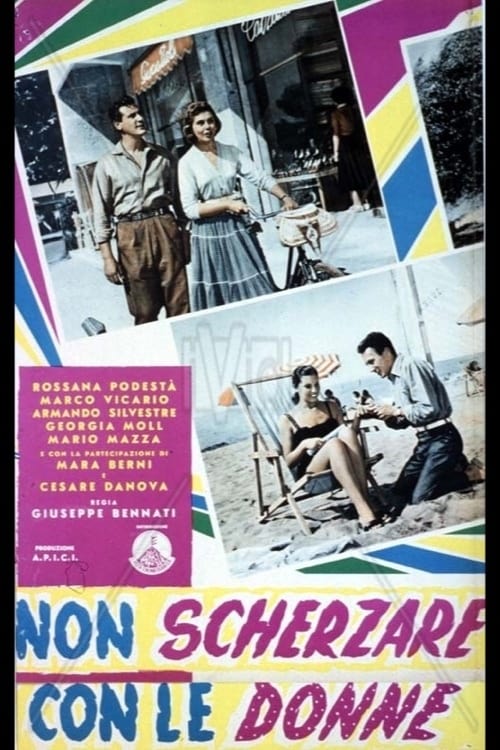 ROSSANA PODESTÀ
MARCO VICARIO
ARMANDO SILVESTRE
GEORGIA MOLL
MARIO MAZZA
E CON LA PARTECIPAZIONE DI
MARA BERNI
E
CESARE DANOVA
REGIA
GIUSEPPE BENNATI
DISTRIBUZIONE
PRODUZIONE
A.P.I.C.I.
NON SCHERZARE
CON LE DONNE